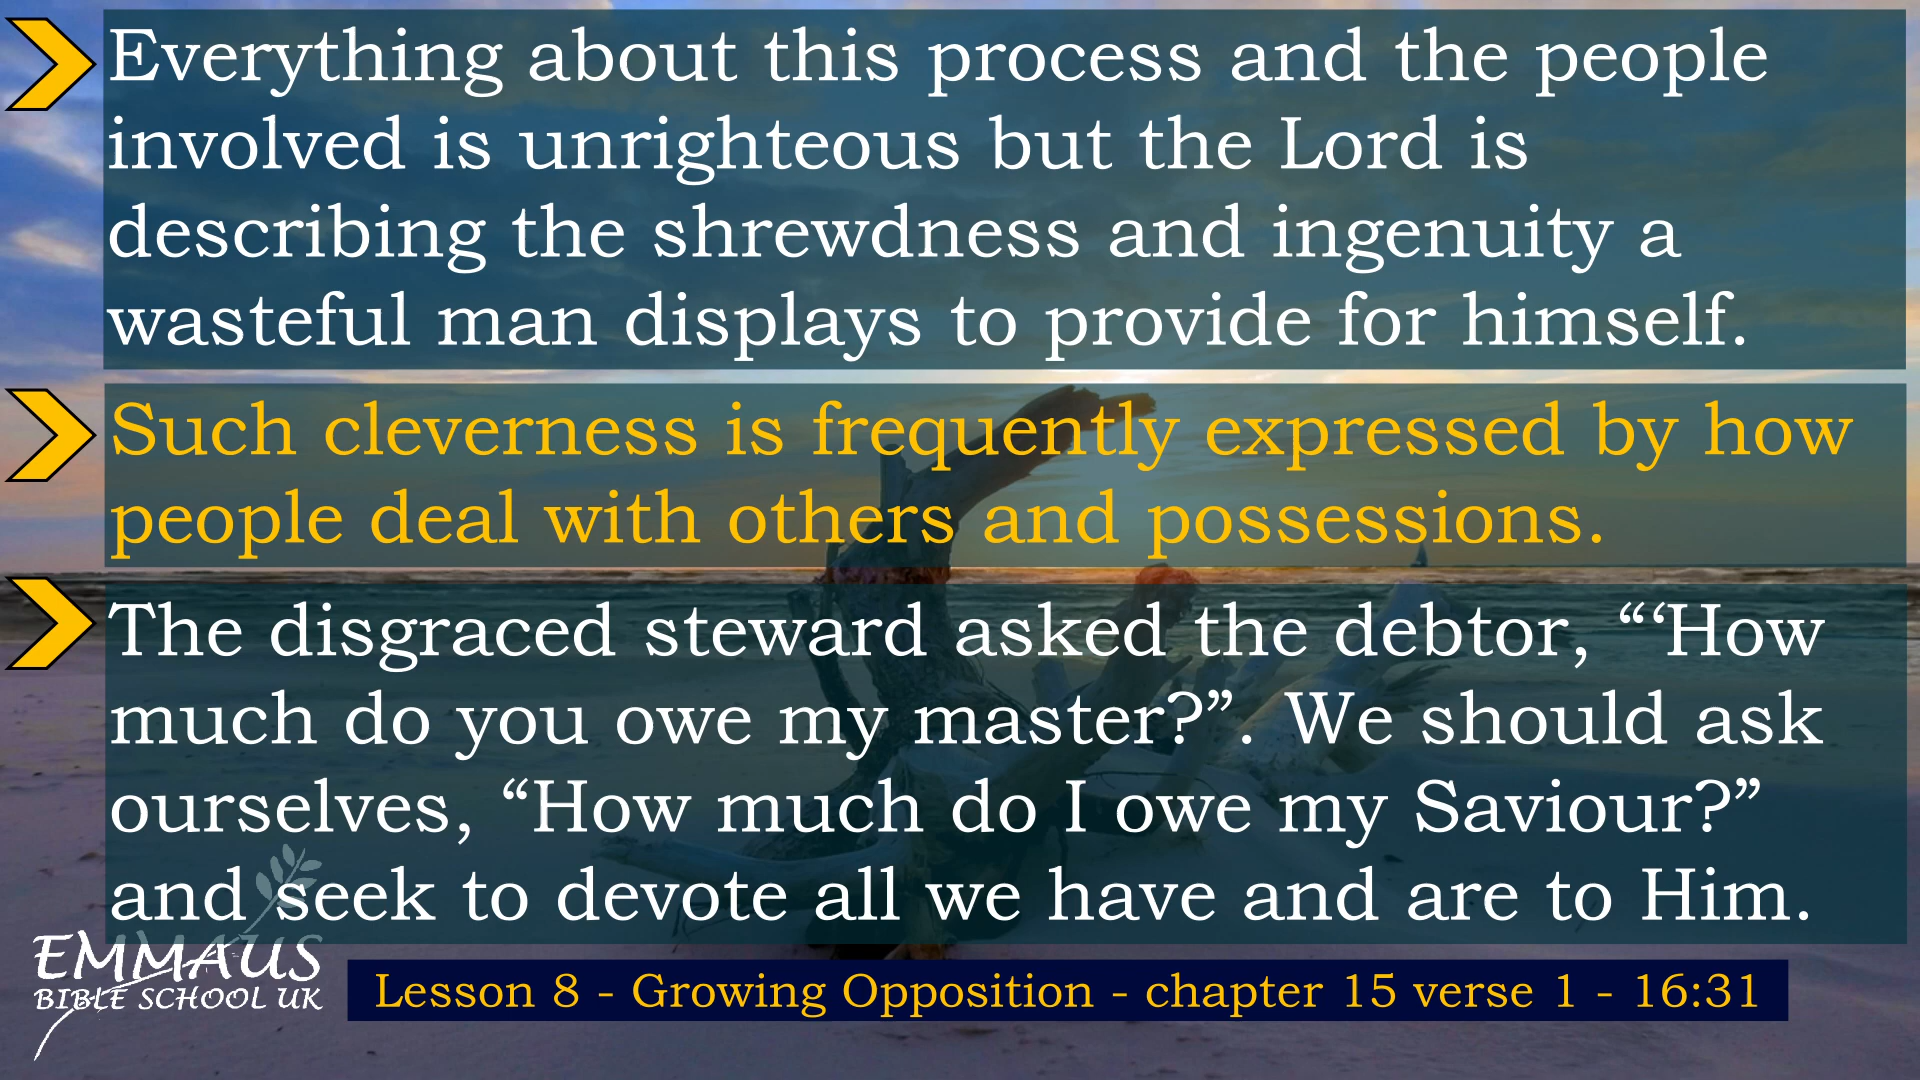 Everything about this process and the people
involved is unrighteous but the Lord is
describing the shrewdness and ingenuity a
wasteful man displays to provide for himself.
Such cleverness is frequently expressed by how
people deal with others and possessions.
The disgraced steward asked the debtor, “‘How
much do you owe my master?”. We should ask
ourselves, “How much do I owe my Saviour?”
and seek to devote all we have and are to Him.
EMMAUS
BIBLE SCHOOL UK
Lesson 8 - Growing Opposition - chapter 15 verse 1 - 16:31